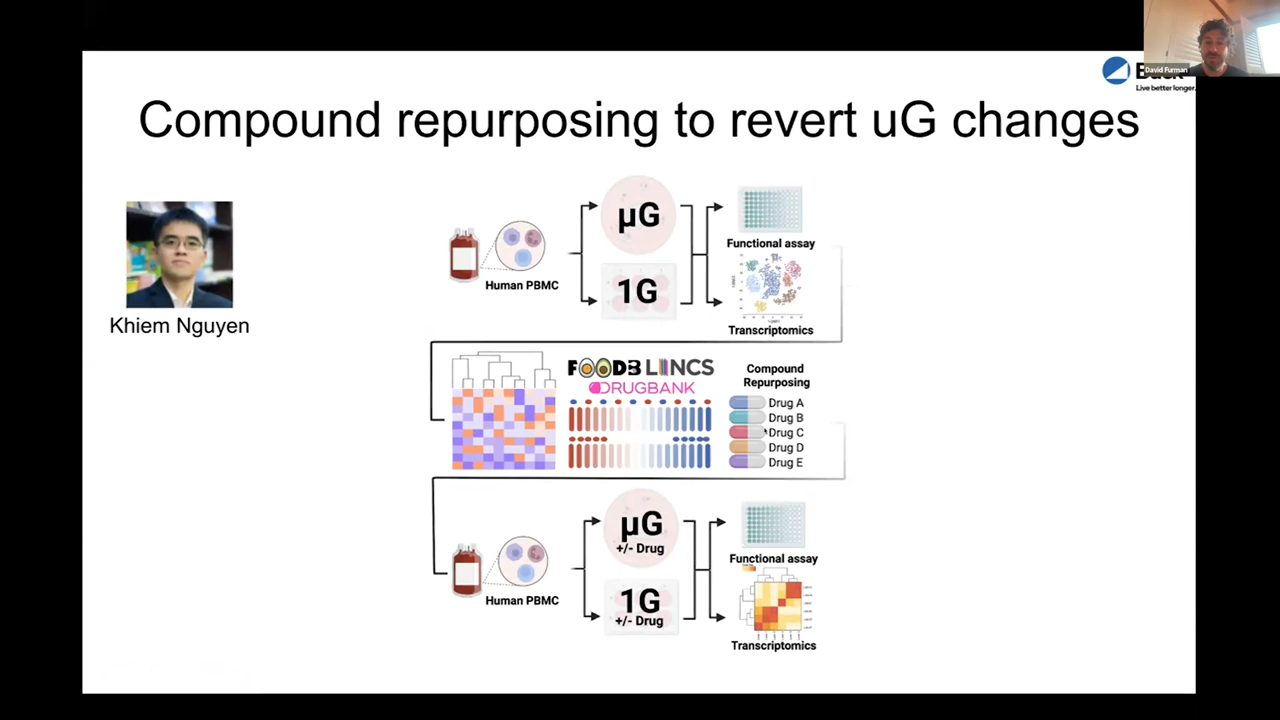 David Furman
Live better longer.
Compound repurposing to revert uG changes
Khiem Nguyen
Human PBMC
µG
1G
Functional assay
Transcriptomics
FOODB LINCS
DRUGBANK
Compound
Repurposing
Drug A
Drug B
Drug C
Drug D
Drug E
Human PBMC
µG
+/- Drug
1G
+/- Drug
Functional assay
Transcriptomics